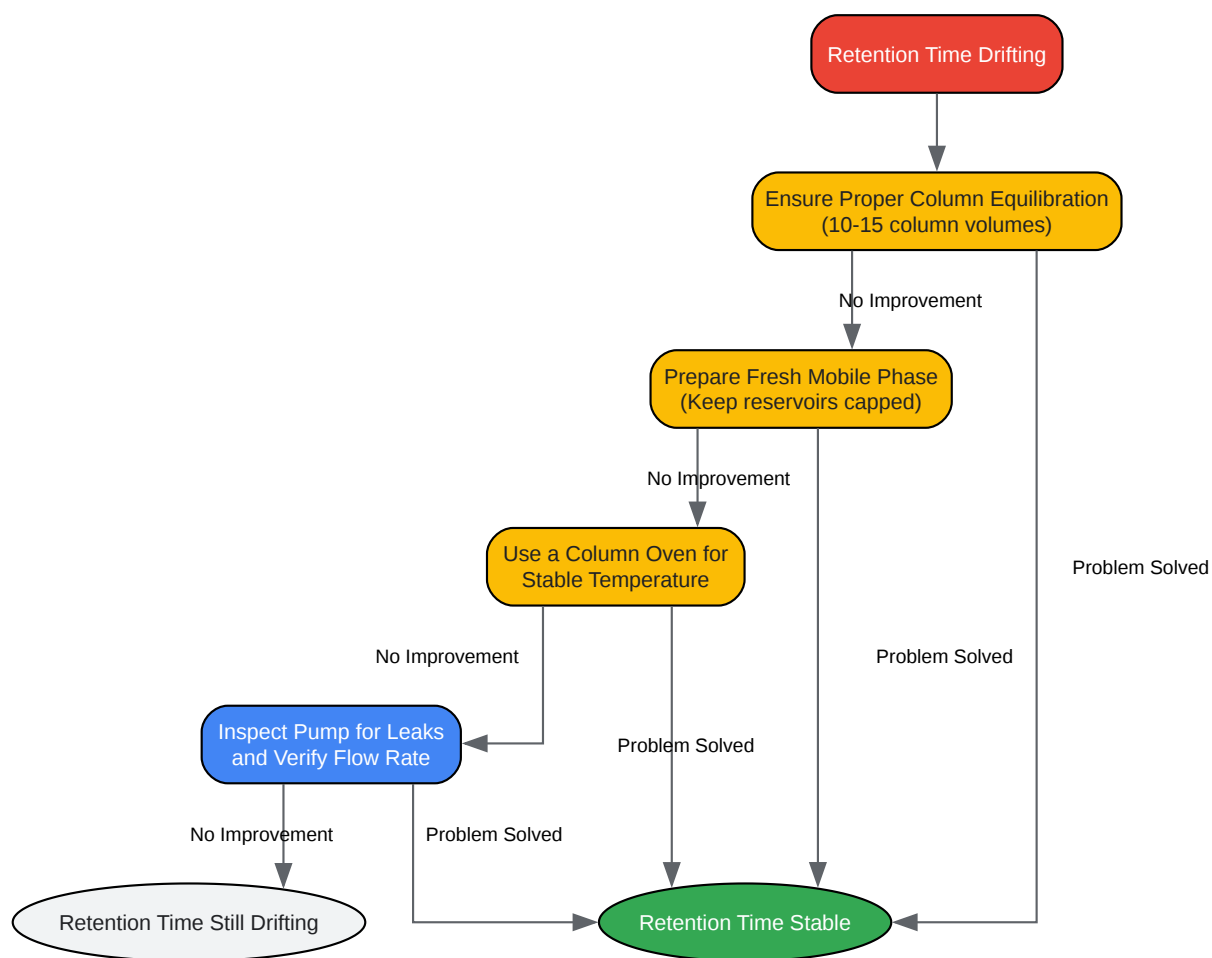 Retention Time Drifting
Ensure Proper Column Equilibration
(10-15 column volumes)
No Improvement
Prepare Fresh Mobile Phase
(Keep reservoirs capped)
No Improvement
Use a Column Oven for
Stable Temperature
Problem Solved
No Improvement
Problem Solved
Inspect Pump for Leaks
and Verify Flow Rate
Problem Solved
No Improvement
Problem Solved
Retention Time Still Drifting
Retention Time Stable